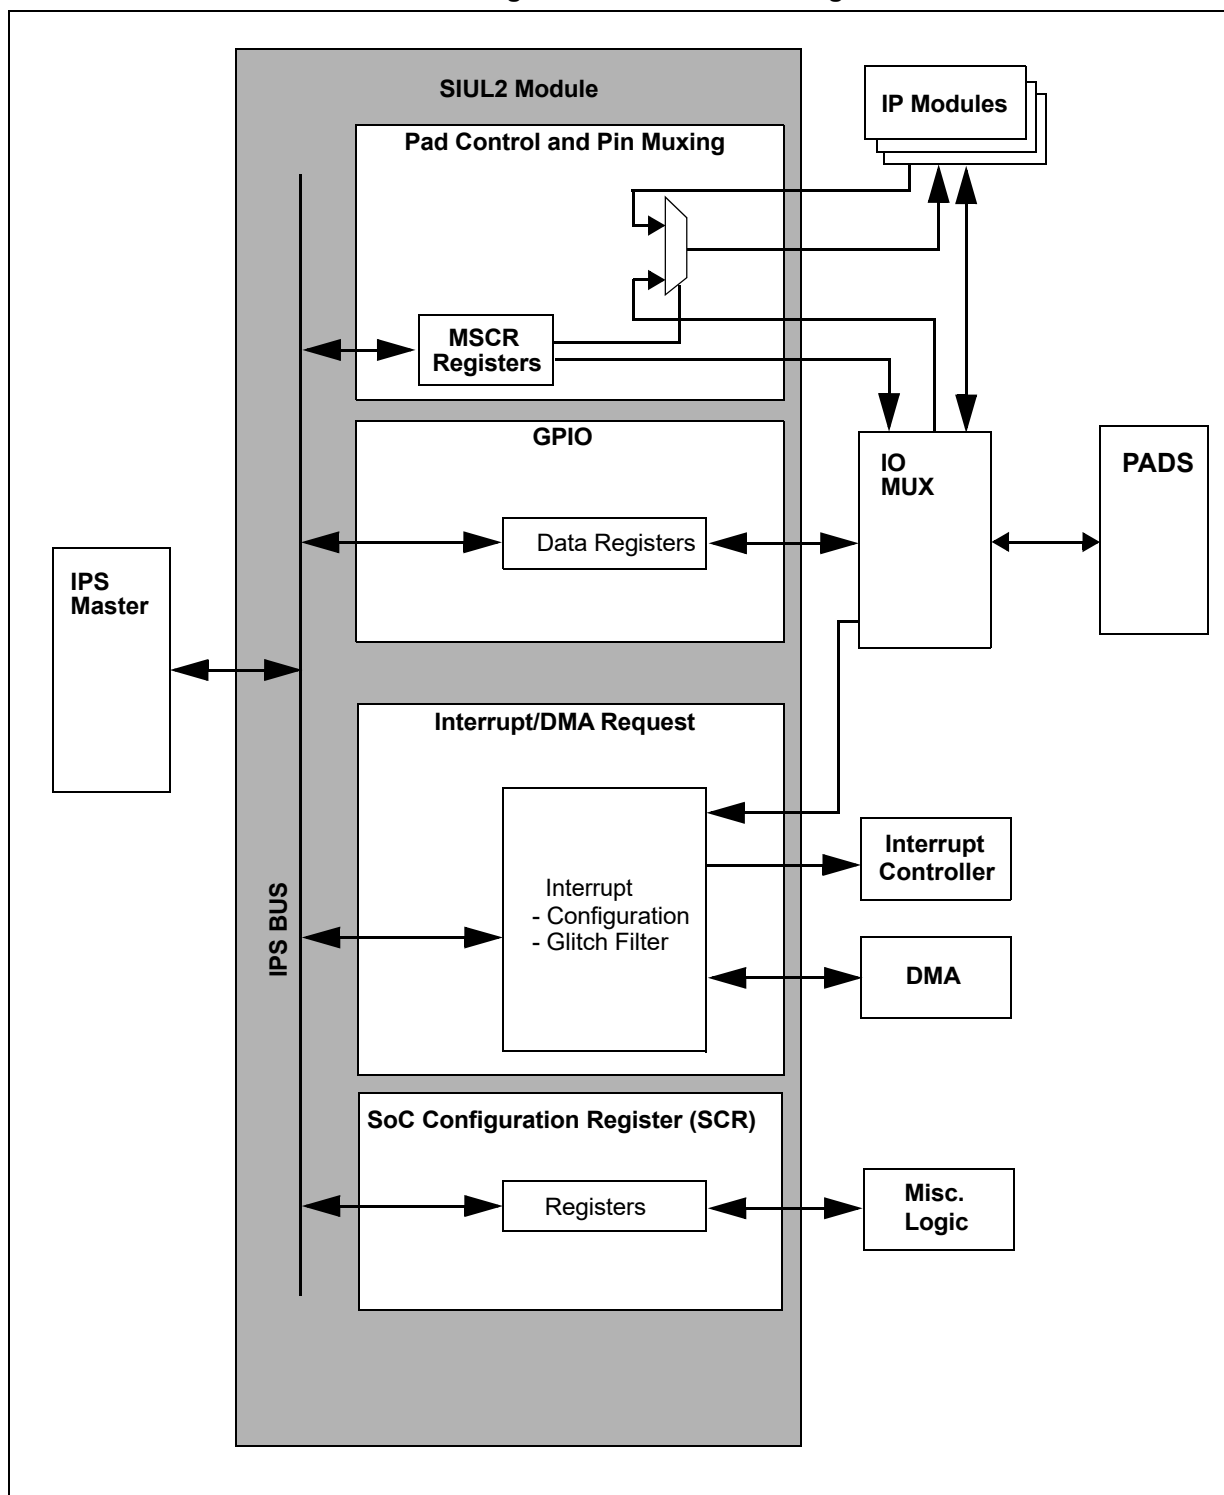 SIUL2 Module
IP Modules
Pad Control and Pin Muxing
MSCR
Registers
GPIO
IO
MUX
PADS
Data Registers
IPS
Master
Interrupt/DMA Request
Interrupt
Controller
Interrupt
- Configuration
- Glitch Filter
IPS BUS
DMA
SoC Configuration Register (SCR)
Registers
Misc.
Logic